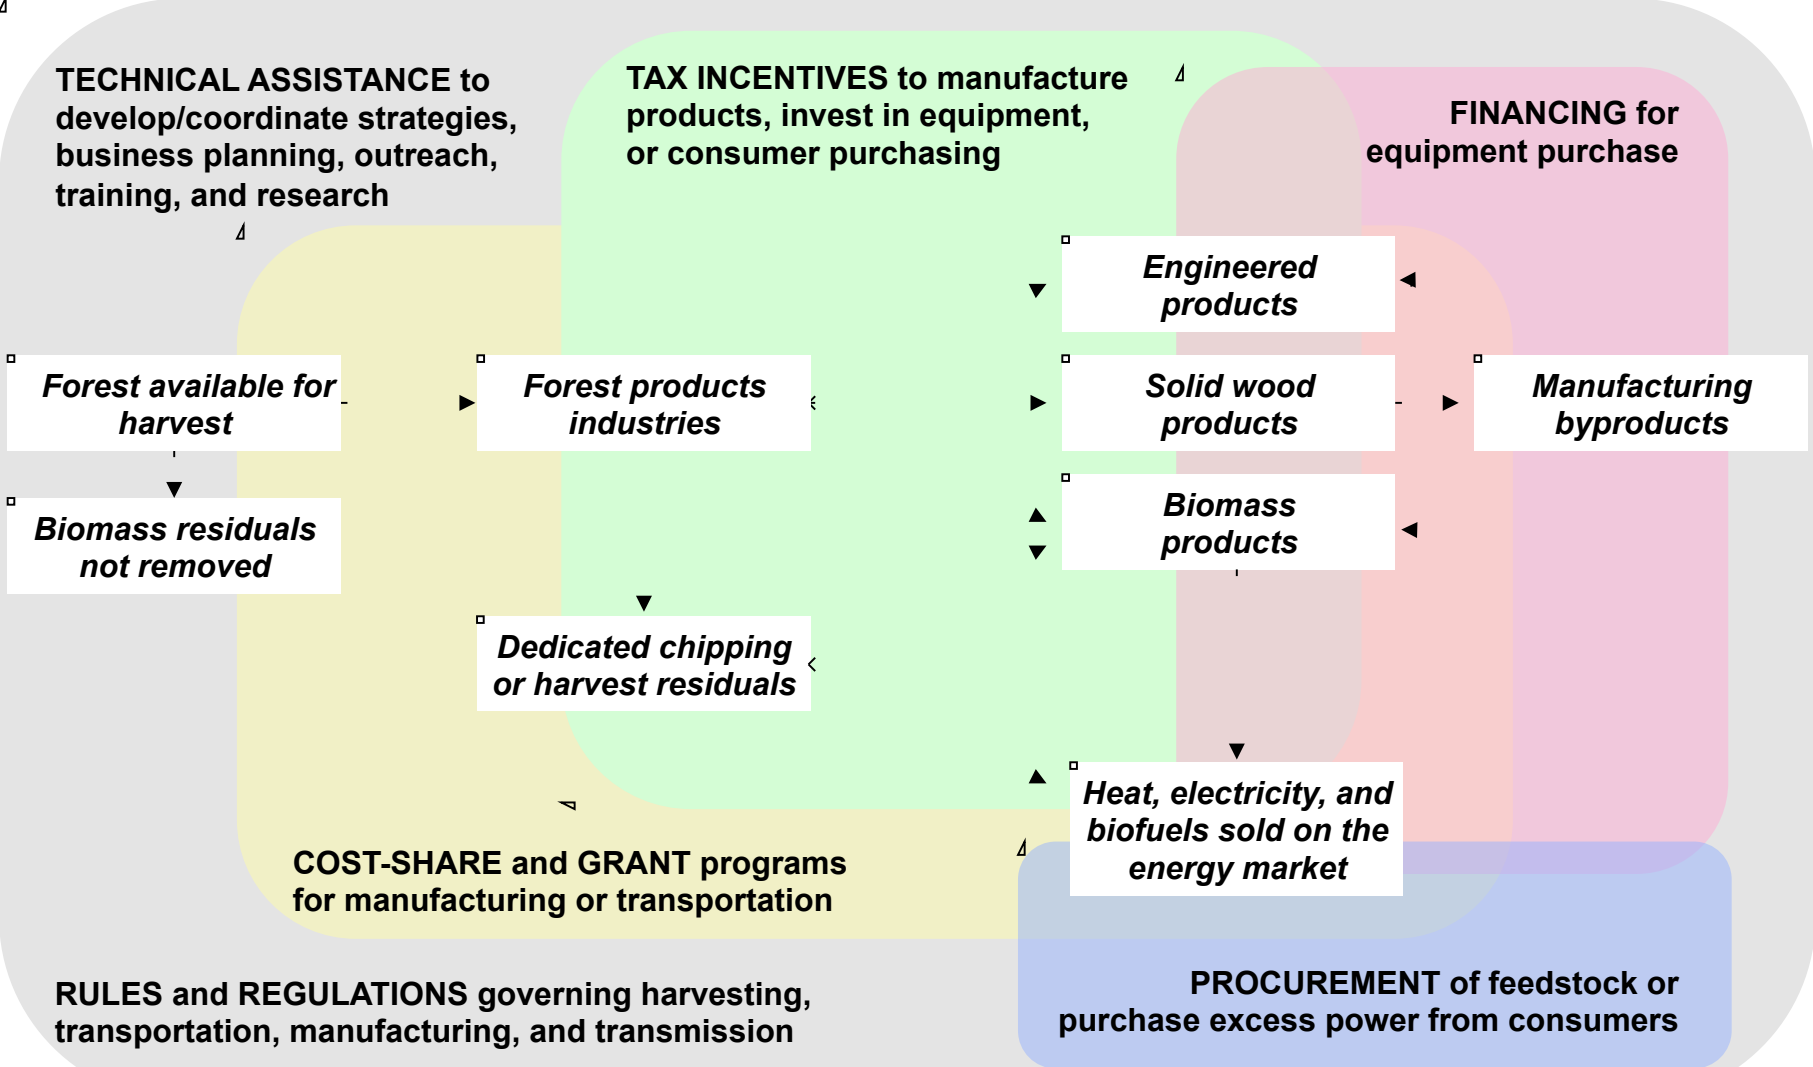 TECHNICAL ASSISTANCE to
develop/coordinate strategies,
business planning, outreach,
training, and research
TAX INCENTIVES to manufacture
products, invest in equipment,
or consumer purchasing
FINANCING for
equipment purchase
Engineered
products
Forest available for
harvest
Forest products
industries
Solid wood
products
Manufacturing
byproducts
Biomass residuals
not removed
Biomass
products
Dedicated chipping
or harvest residuals
Heat, electricity, and
biofuels sold on the
energy market
COST-SHARE and GRANT programs
for manufacturing or transportation
RULES and REGULATIONS governing harvesting,
transportation, manufacturing, and transmission
PROCUREMENT of feedstock or
purchase excess power from consumers